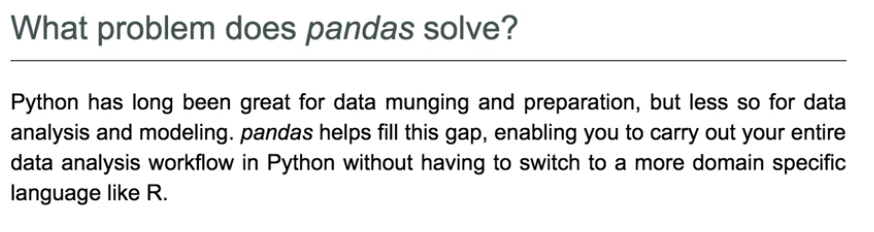 What problem does pandas solve?
Python has long been great for data munging and preparation, but less so for data
analysis and modeling. pandas helps fill this gap, enabling you to carry out your entire
data analysis workflow in Python without having to switch to a more domain specific
language like R.